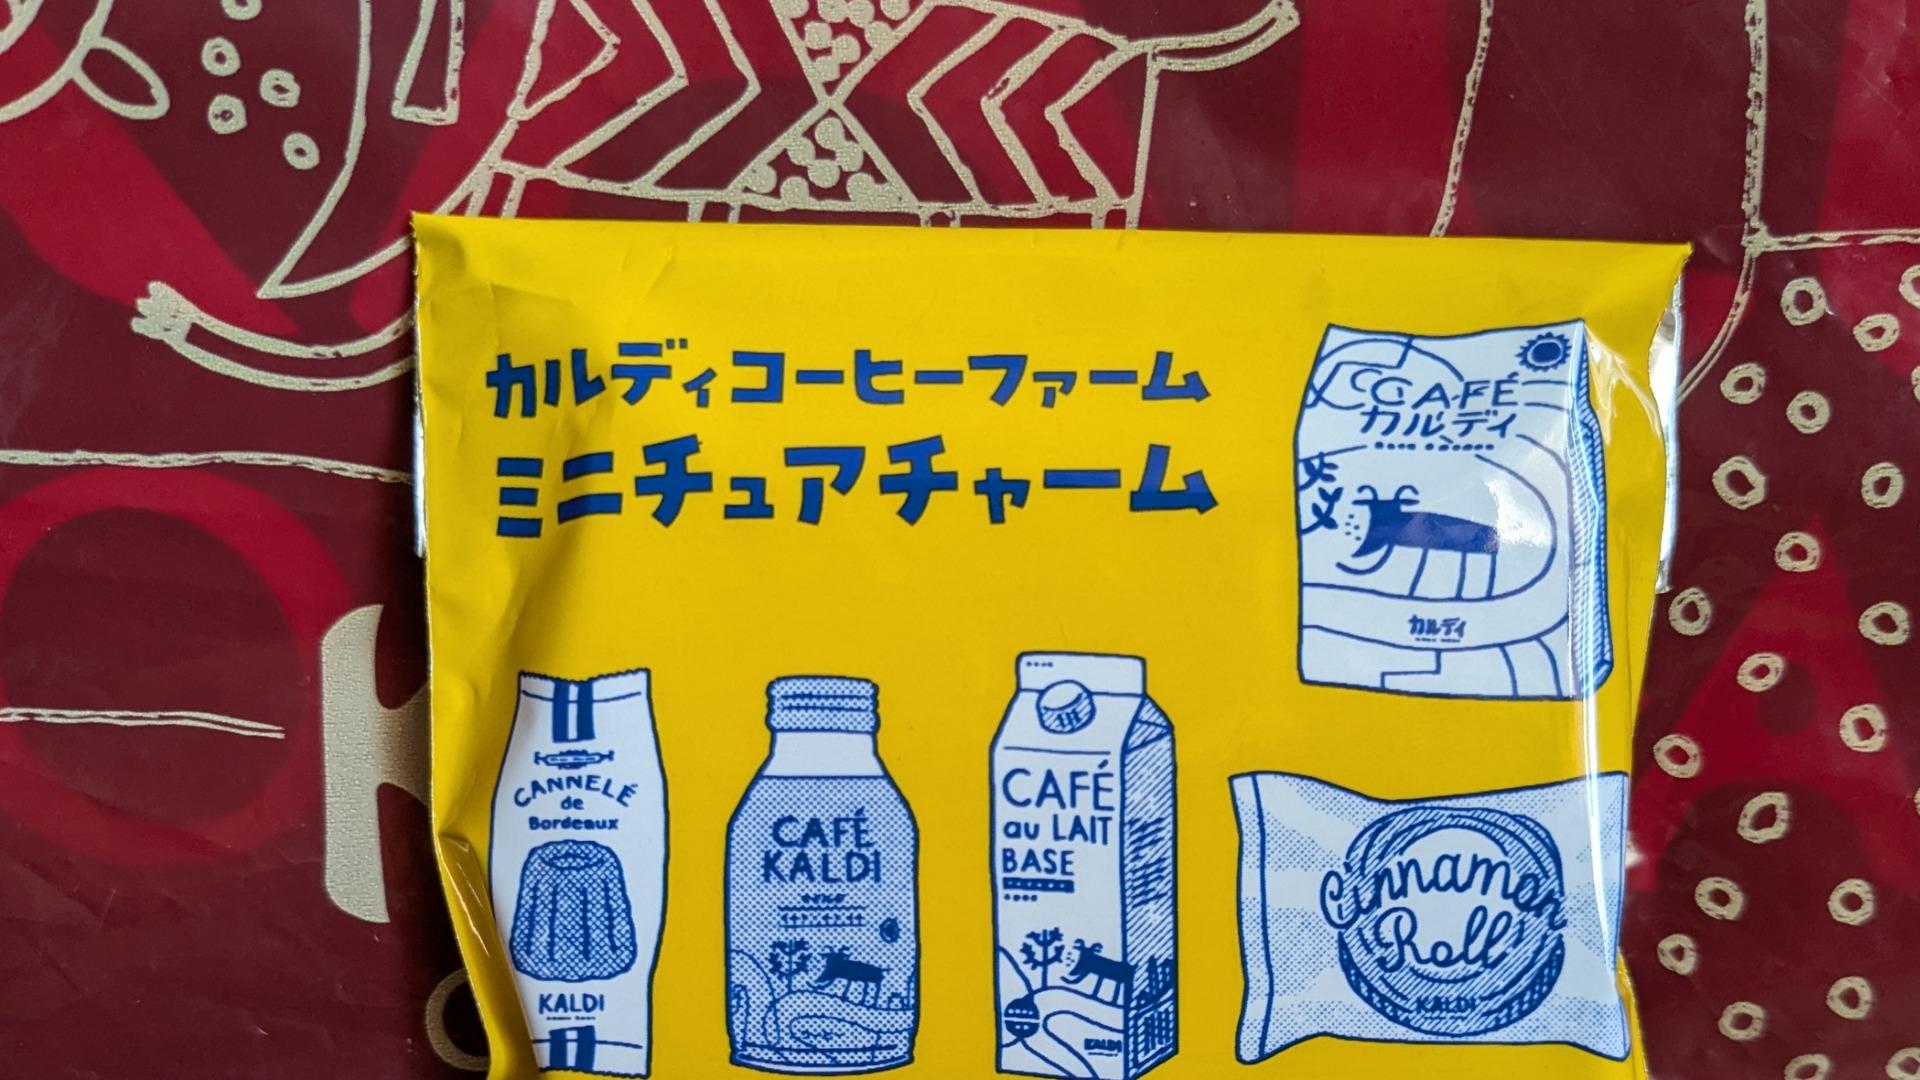 カルディコーヒーファーム
ミニチュアチャーム
CAFÉ
カルディ
カルディ
CANNELÉ
de
Bordeaux
KALDI
CAFÉ
KALDI
CAFÉ
au LAIT
BASE
KALDI
Cinnamon
Roll
KALDI